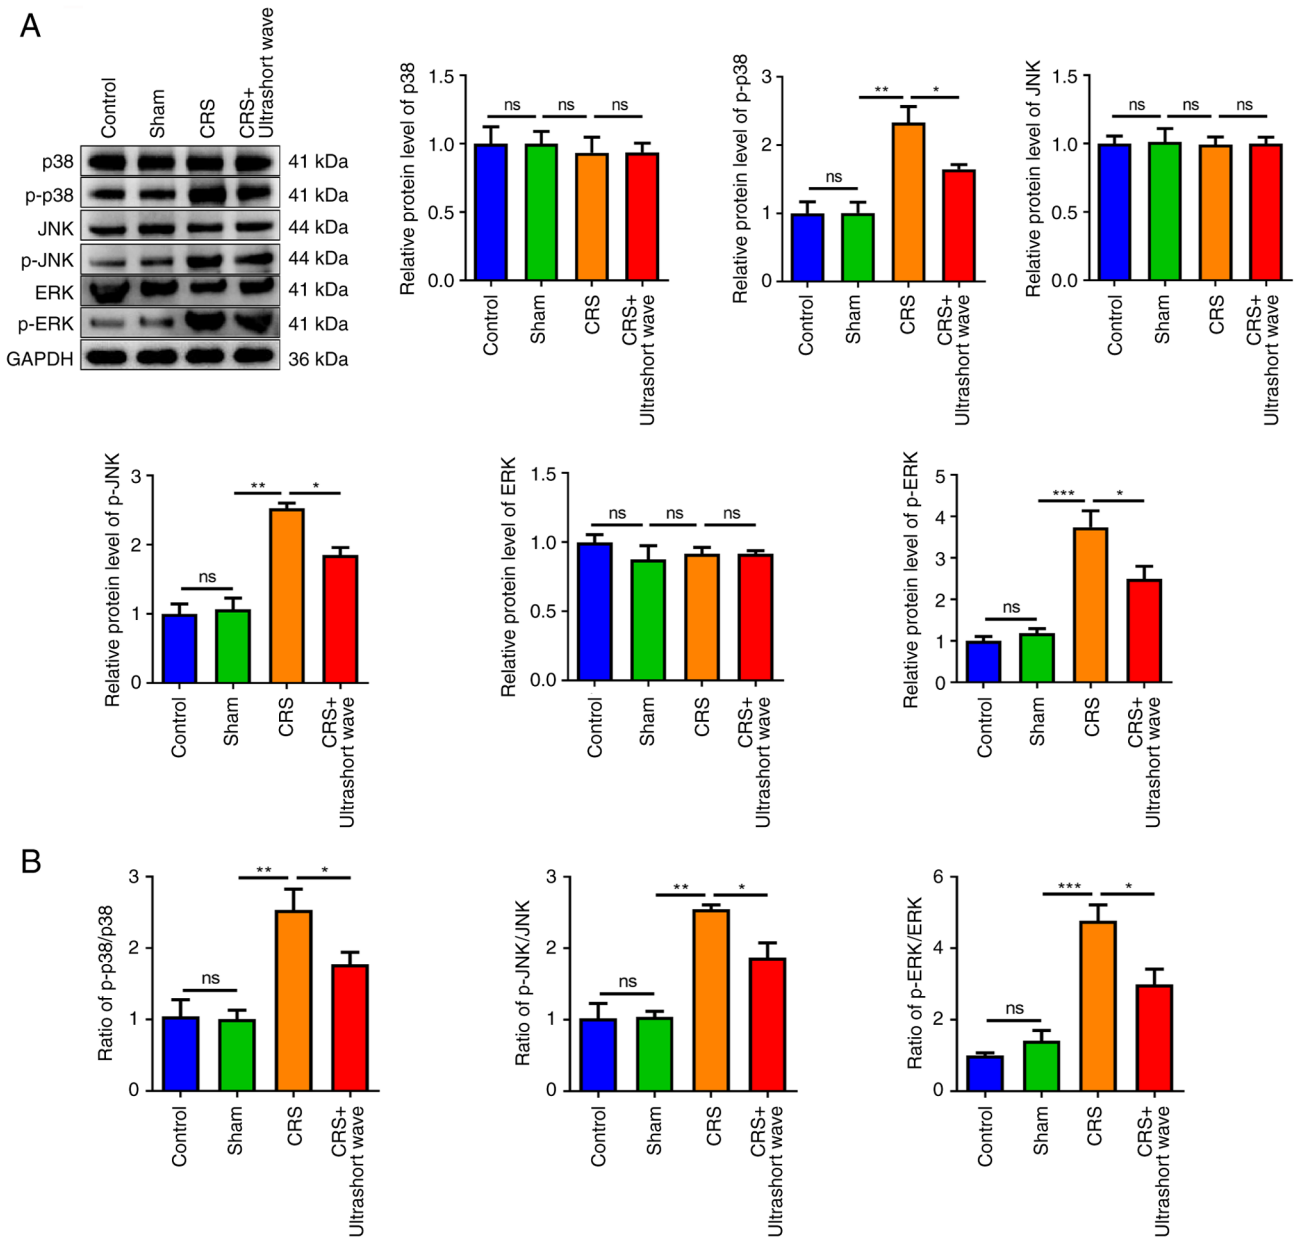 A
Control
Sham
CRS
CRS+
Ultrashort wave
p38 41 kDa
p-p38 41 kDa
JNK 44 kDa
p-JNK 44 kDa
ERK 41 kDa
p-ERK 41 kDa
GAPDH 36 kDa
Relative protein level of p38
1.5
1.0
0.5
0.0
ns ns ns
Control
Sham
CRS
CRS+
Ultrashort wave
Relative protein level of p-p38
3
2
1
0
ns ** *
Control
Sham
CRS
CRS+
Ultrashort wave
Relative protein level of JNK
1.5
1.0
0.5
0.0
ns ns ns
Control
Sham
CRS
CRS+
Ultrashort wave
Relative protein level of p-JNK
3
2
1
0
ns ** *
Control
Sham
CRS
CRS+
Ultrashort wave
Relative protein level of ERK
1.5
1.0
0.5
0.0
ns ns ns
Control
Sham
CRS
CRS+
Ultrashort wave
Relative protein level of p-ERK
5
4
3
2
1
0
ns *** *
Control
Sham
CRS
CRS+
Ultrashort wave
B
Ratio of p-p38/p38
3
2
1
0
ns ** *
Control
Sham
CRS
CRS+
Ultrashort wave
Ratio of p-JNK/JNK
3
2
1
0
ns ** *
Control
Sham
CRS
CRS+
Ultrashort wave
Ratio of p-ERK/ERK
6
4
2
0
ns *** *
Control
Sham
CRS
CRS+
Ultrashort wave